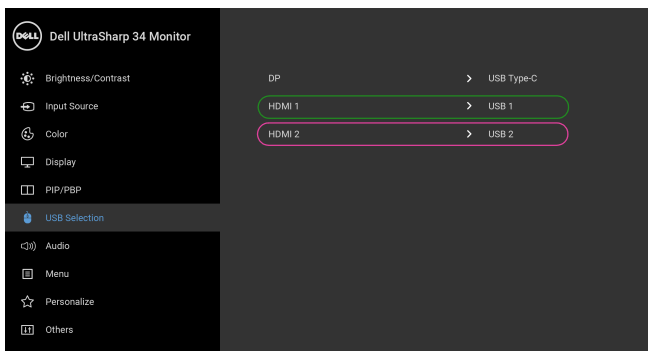 DELL Dell UltraSharp 34 Monitor
Brightness/Contrast
DP > USB Type-C
Input Source
HDMI 1 > USB 1
Color
HDMI 2 > USB 2
Display
PIP/PBP
USB Selection
Audio
Menu
Personalize
Others